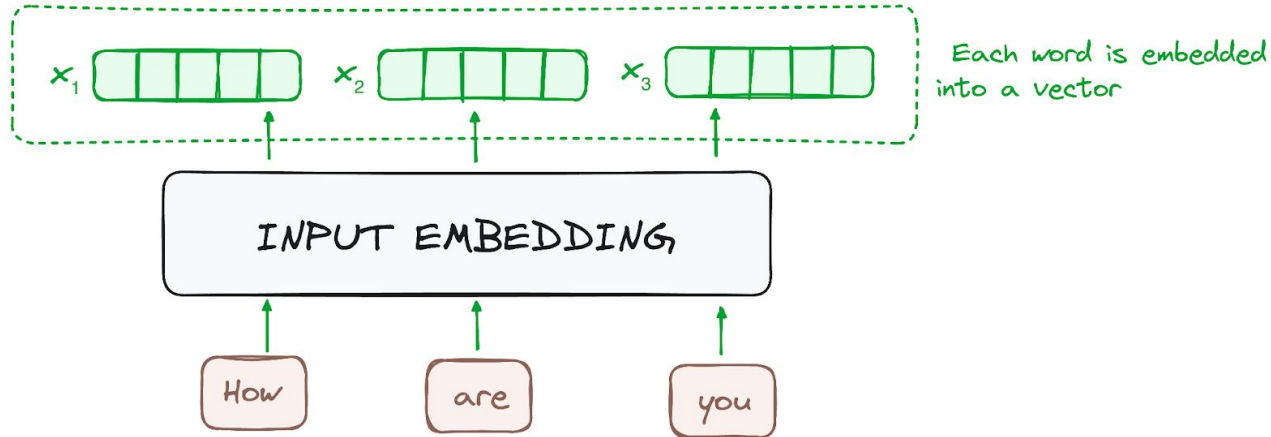 x₁ x₂ x₃ Each word is embedded
into a vector
INPUT EMBEDDING
How are you